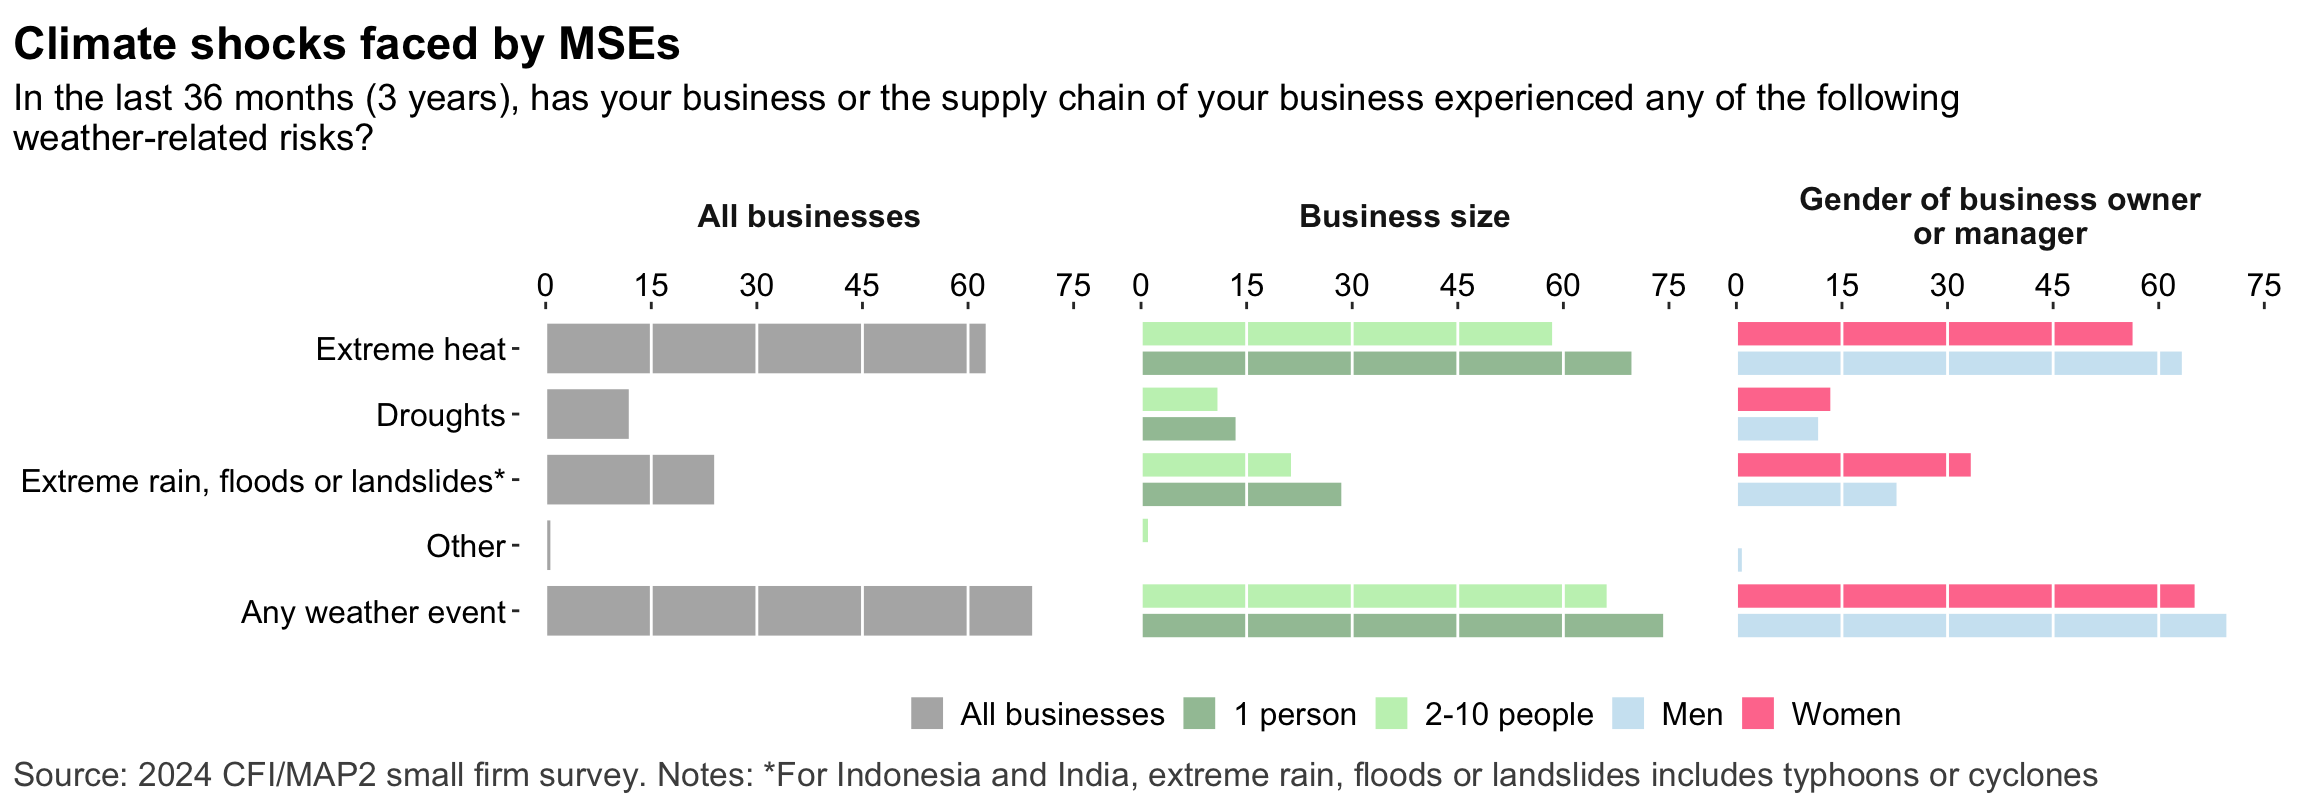 Climate shocks faced by MSEs
In the last 36 months (3 years), has your business or the supply chain of your business experienced any of the following
weather-related risks?
All businesses
Business size
Gender of business owner
or manager
0 15 30 45 60 75
0 15 30 45 60 75
0 15 30 45 60 75
Extreme heat
Droughts
Extreme rain, floods or landslides*
Other
Any weather event
All businesses
1 person
2-10 people
Men
Women
Source: 2024 CFI/MAP2 small firm survey. Notes: *For Indonesia and India, extreme rain, floods or landslides includes typhoons or cyclones